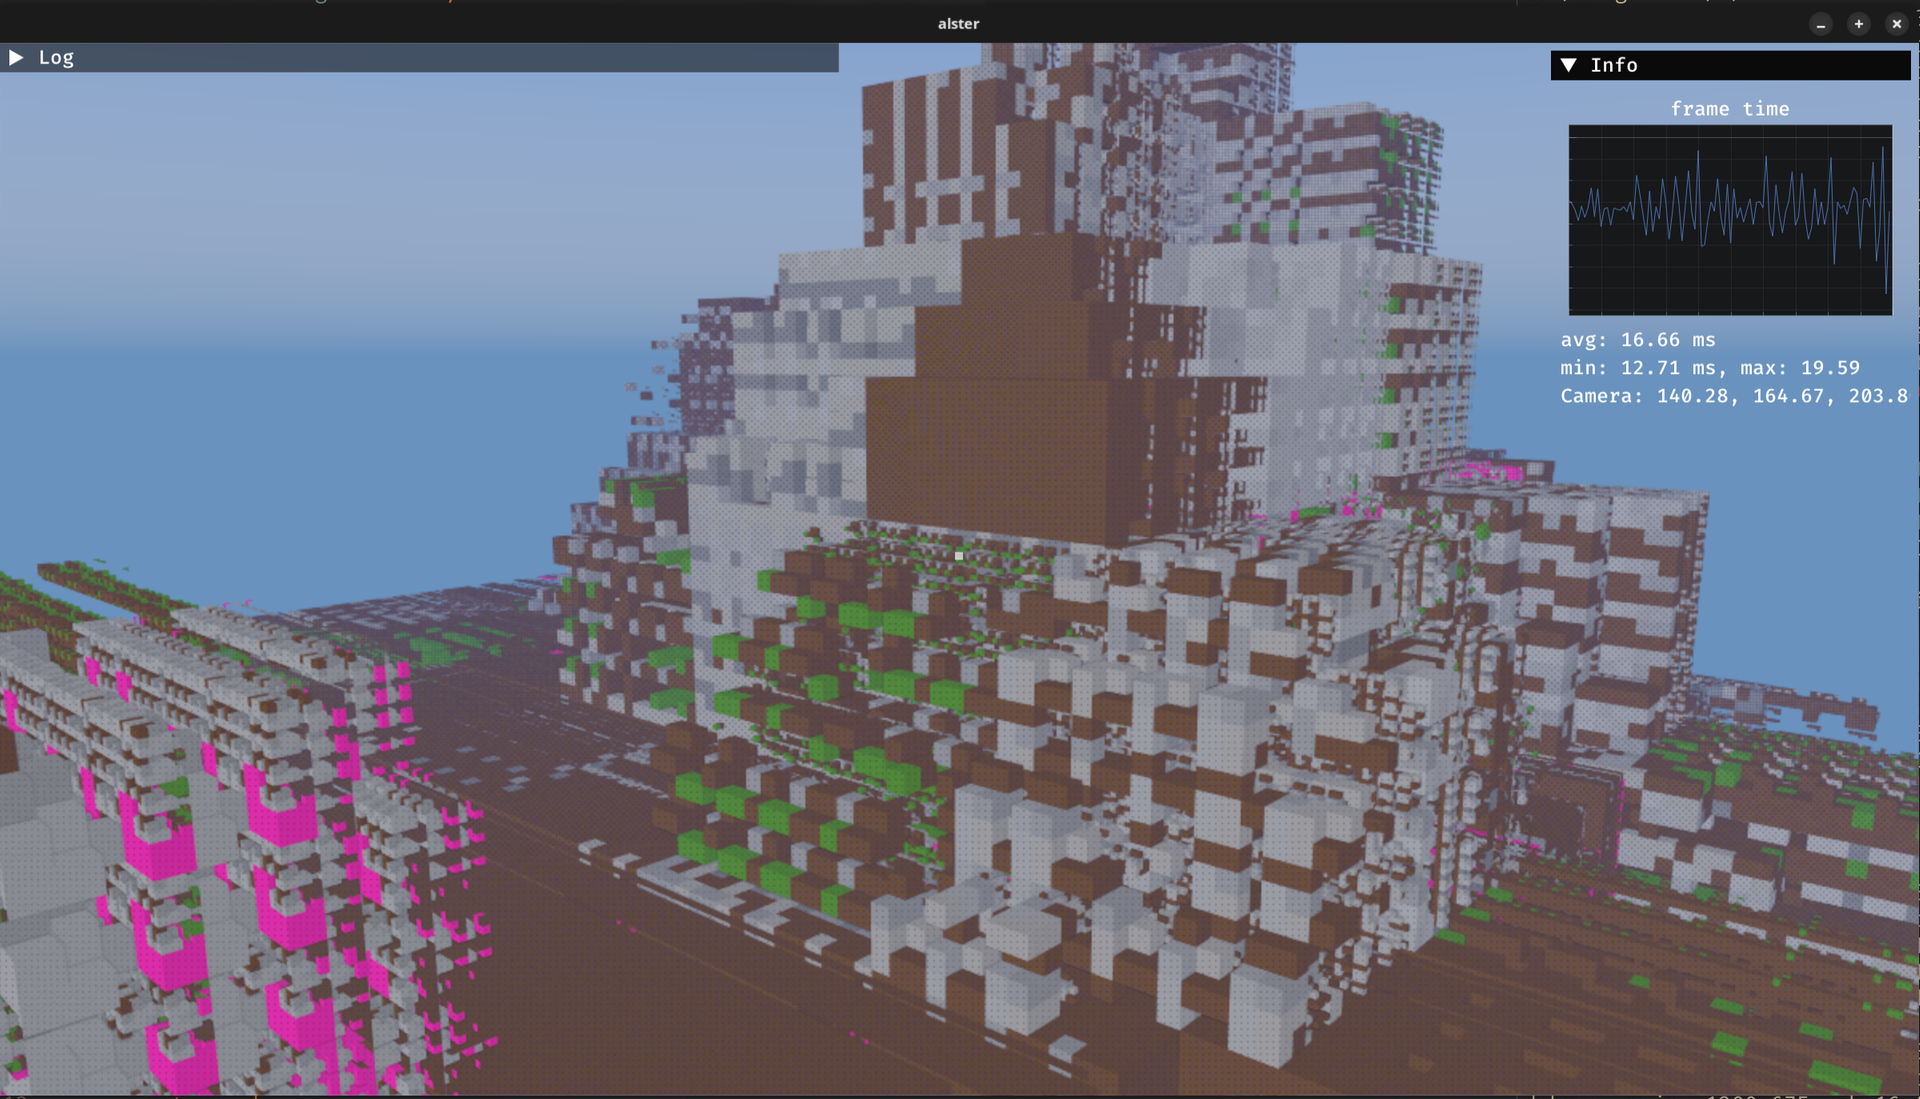 alster
Log
Info
frame time
avg: 16.66 ms
min: 12.71 ms, max: 19.59
Camera: 140.28, 164.67, 203.8